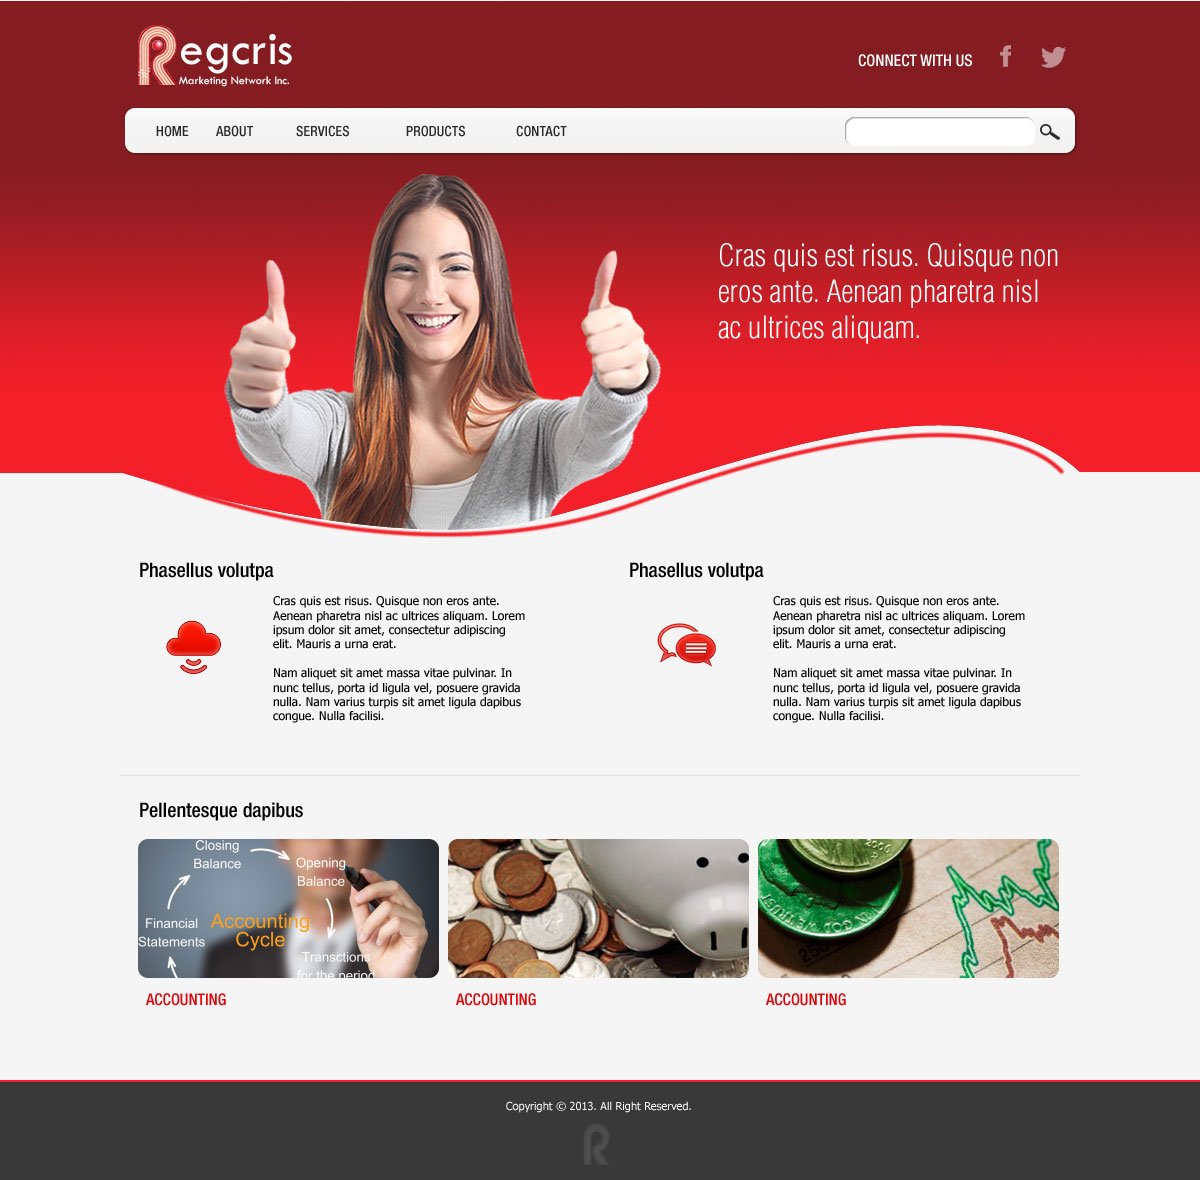 Regcris
Marketing Network Inc.
CONNECT WITH US
HOME ABOUT SERVICES PRODUCTS CONTACT
Cras quis est risus. Quisque non
eros ante. Aenean pharetra nisl
ac ultrices aliquam.
Phasellus volutpa
Cras quis est risus. Quisque non eros ante.
Aenean pharetra nisl ac ultrices aliquam. Lorem
ipsum dolor sit amet, consectetur adipiscing
elit. Mauris a urna erat.
Nam aliquet sit amet massa vitae pulvinar. In
nunc tellus, porta id ligula vel, posuere gravida
nulla. Nam varius turpis sit amet ligula dapibus
congue. Nulla facilisi.
Phasellus volutpa
Cras quis est risus. Quisque non eros ante.
Aenean pharetra nisl ac ultrices aliquam. Lorem
ipsum dolor sit amet, consectetur adipiscing
elit. Mauris a urna erat.
Nam aliquet sit amet massa vitae pulvinar. In
nunc tellus, porta id ligula vel, posuere gravida
nulla. Nam varius turpis sit amet ligula dapibus
congue. Nulla facilisi.
Pellentesque dapibus
Closing
Balance
Opening
Balance
Financial
Statements
Accounting
Cycle
Transctions
for the period
2006
ACCOUNTING
ACCOUNTING
ACCOUNTING
Copyright © 2013. All Right Reserved.
R